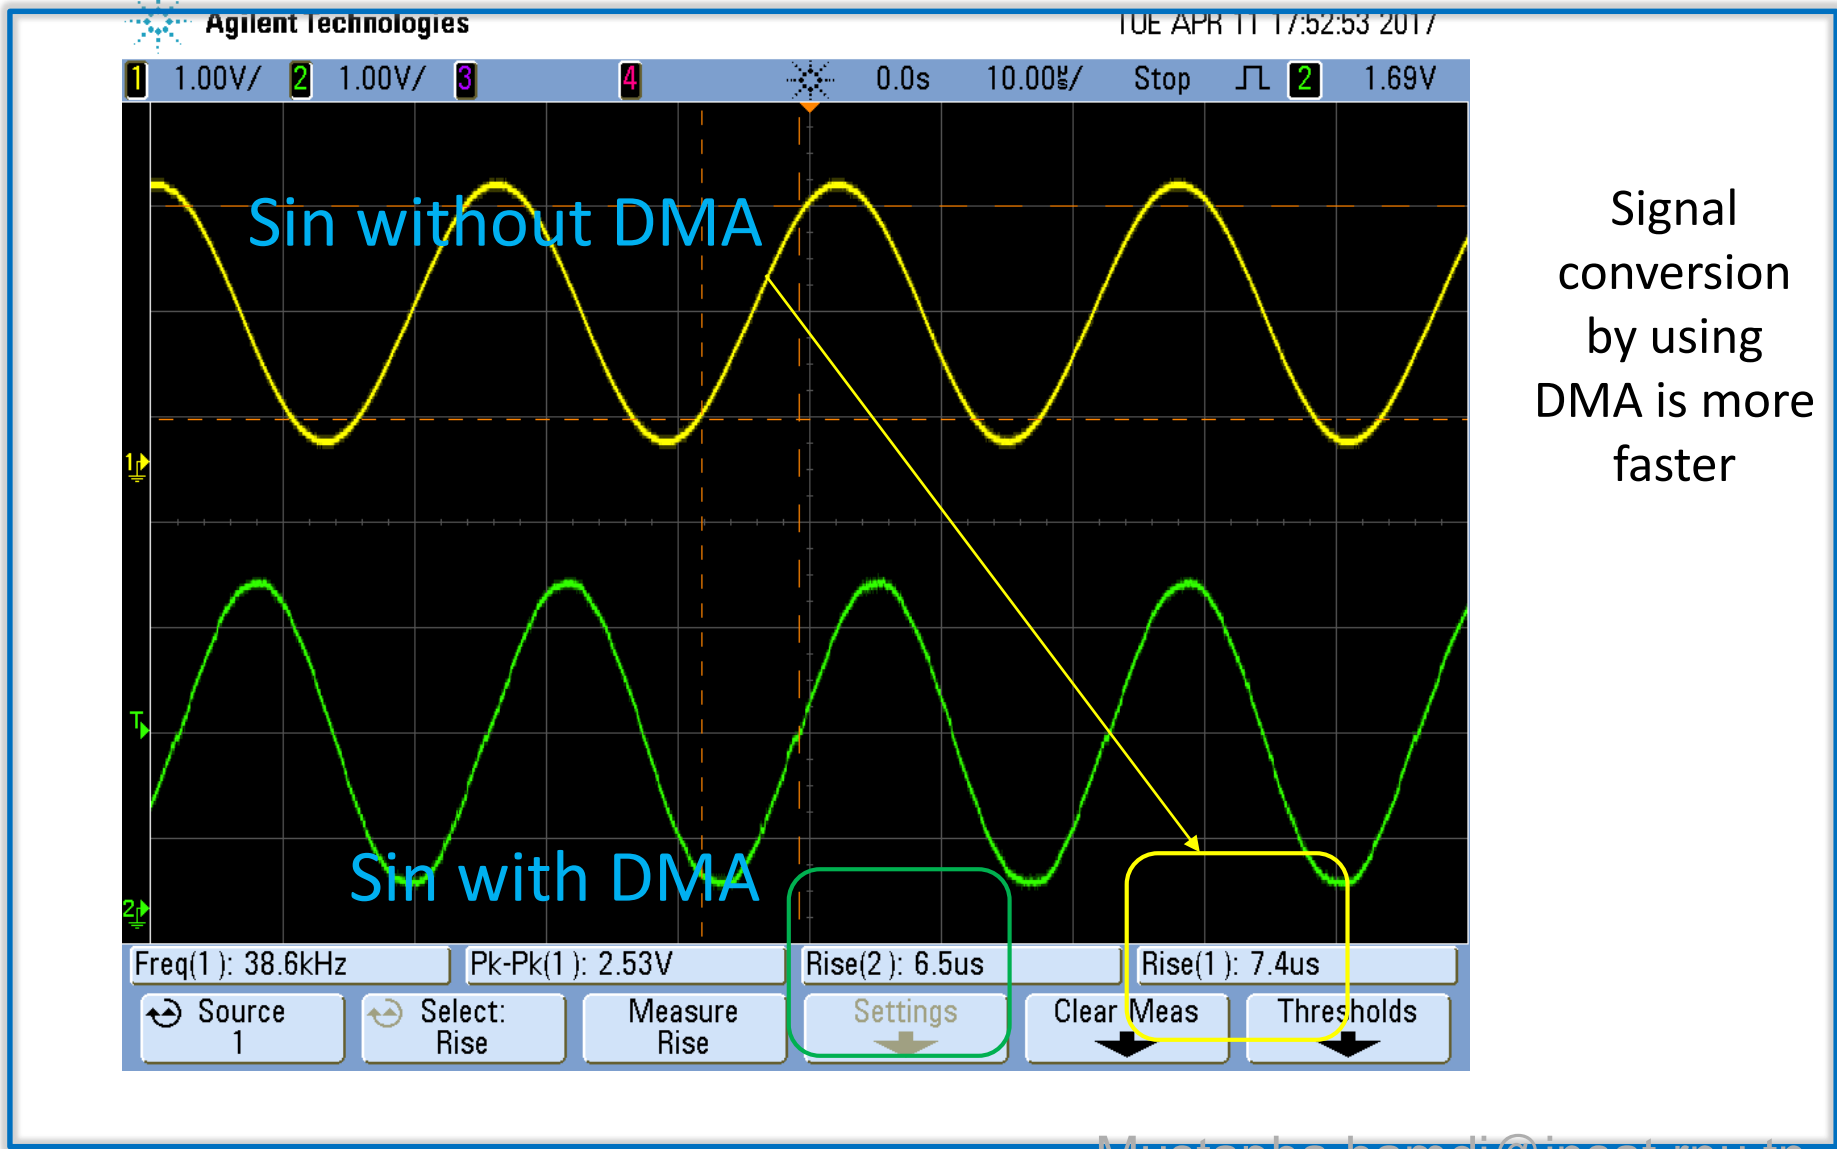 Agilent Technologies
TUE APR 11 17:52:53 2017
1 1.00V/ 2 1.00V/ 3 4 0.0s 10.00µs/ Stop 2 1.69V
Sin without DMA
Signal
conversion
by using
DMA is more
faster
1
T
Sin with DMA
2
Freq(1): 38.6kHz Pk-Pk(1): 2.53V Rise(2): 6.5us Rise(1): 7.4us
Source
1
Select:
Rise
Measure
Rise
Settings
Clear Meas
Thresholds